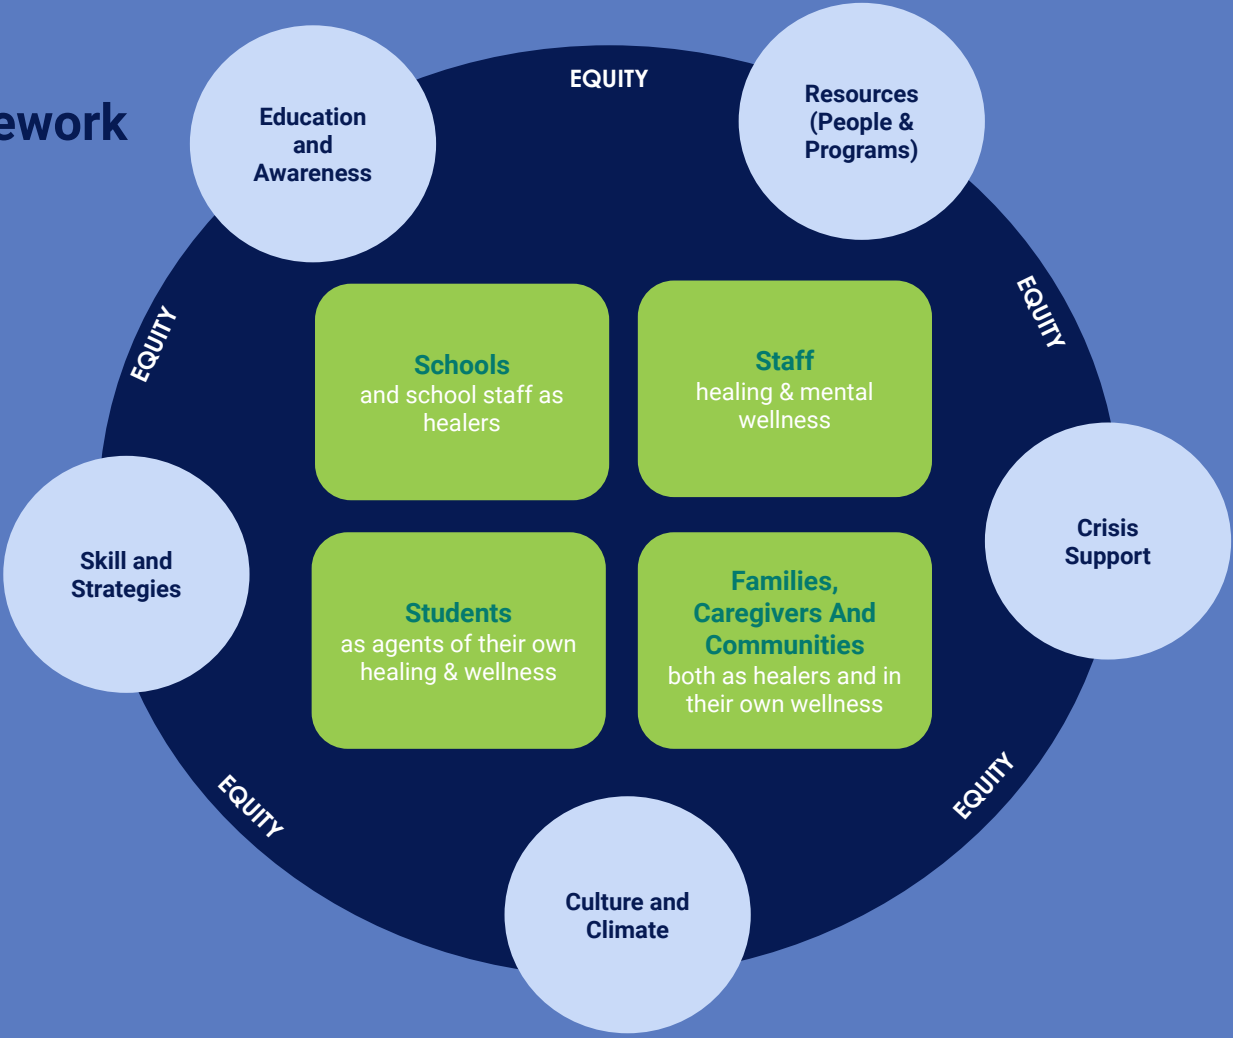 ework
EQUITY
Education
and
Awareness
Resources
(People &
Programs)
EQUITY
EQUITY
Schools
and school staff as
healers
Staff
healing & mental
wellness
Skill and
Strategies
Crisis
Support
Students
as agents of their own
healing & wellness
Families,
Caregivers And
Communities
both as healers and in
their own wellness
EQUITY
EQUITY
Culture and
Climate